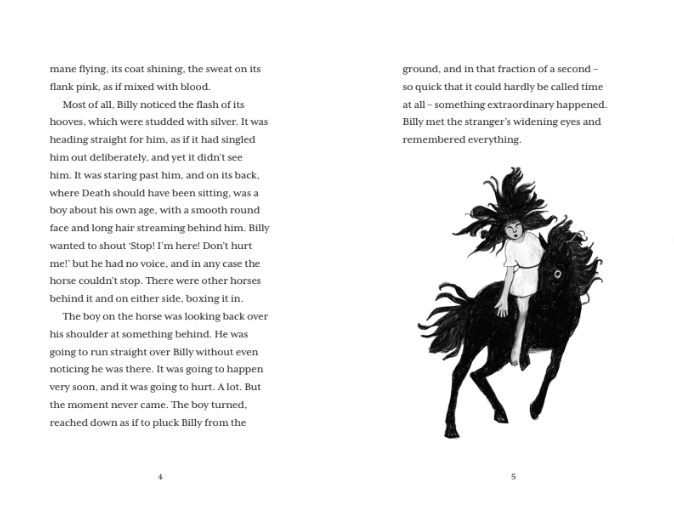 mane flying, its coat shining, the sweat on its
flank pink, as if mixed with blood.
Most of all, Billy noticed the flash of its
hooves, which were studded with silver. It was
heading straight for him, as if it had singled
him out deliberately, and yet it didn't see
him. It was staring past him, and on its back,
where Death should have been sitting, was a
boy about his own age, with a smooth round
face and long hair streaming behind him. Billy
wanted to shout ‘Stop! I'm here! Don't hurt
me!’ but he had no voice, and in any case the
horse couldn't stop. There were other horses
behind it and on either side, boxing it in.
The boy on the horse was looking back over
his shoulder at something behind. He was
going to run straight over Billy without even
noticing he was there. It was going to happen
very soon, and it was going to hurt. A lot. But
the moment never came. The boy turned,
reached down as if to pluck Billy from the
4
ground, and in that fraction of a second –
so quick that it could hardly be called time
at all – something extraordinary happened.
Billy met the stranger's widening eyes and
remembered everything.
5